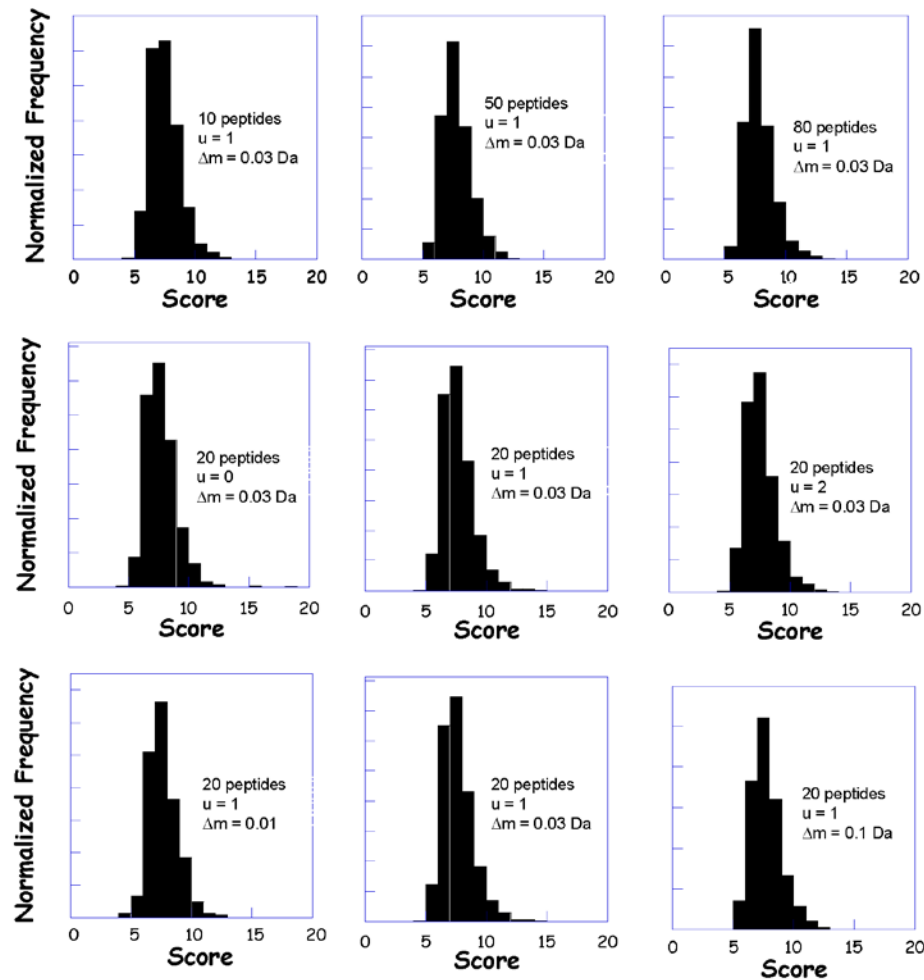 Normalized Frequency
10 peptides
u = 1
Δm = 0.03 Da
0 5 10 15 20
Score
50 peptides
u = 1
Δm = 0.03 Da
0 5 10 15 20
Score
80 peptides
u = 1
Δm = 0.03 Da
0 5 10 15 20
Score
Normalized Frequency
20 peptides
u = 0
Δm = 0.03 Da
0 5 10 15 20
Score
20 peptides
u = 1
Δm = 0.03 Da
0 5 10 15 20
Score
20 peptides
u = 2
Δm = 0.03 Da
0 5 10 15 20
Score
Normalized Frequency
20 peptides
u = 1
Δm = 0.01
0 5 10 15 20
Score
20 peptides
u = 1
Δm = 0.03 Da
0 5 10 15 20
Score
20 peptides
u = 1
Δm = 0.1 Da
0 5 10 15 20
Score